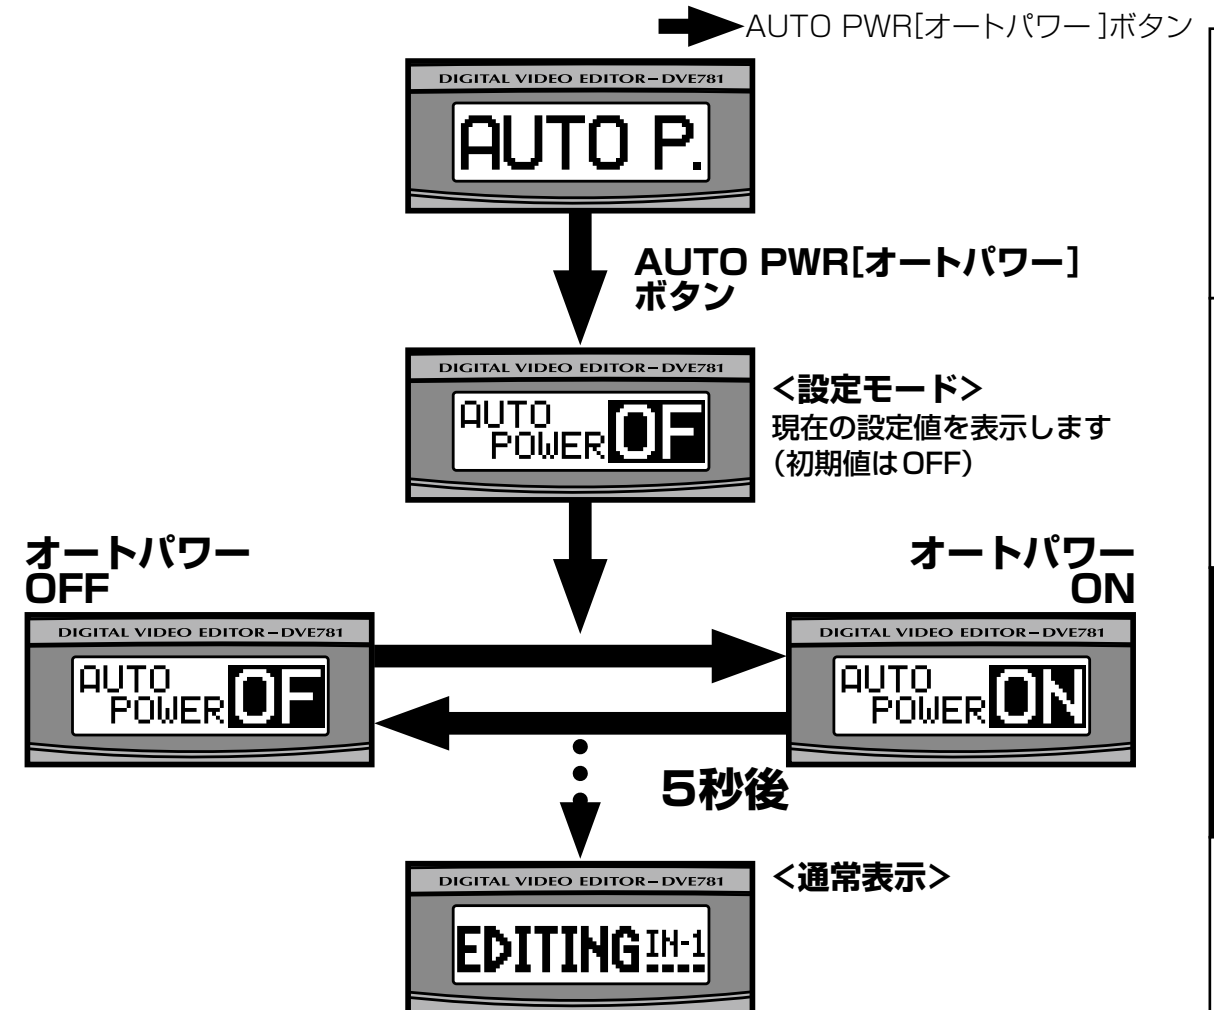 AUTO PWR[オートパワー]ボタン
DIGITAL VIDEO EDITOR-DVE781
AUTO P.
AUTO PWR[オートパワー]
ボタン
DIGITAL VIDEO EDITOR-DVE781
AUTO
POWER OF
<設定モード>
現在の設定値を表示します
(初期値はOFF)
オートパワー
OFF
DIGITAL VIDEO EDITOR-DVE781
AUTO
POWER OF
オートパワー
ON
DIGITAL VIDEO EDITOR-DVE781
AUTO
POWER ON
5秒後
DIGITAL VIDEO EDITOR-DVE781
EDITING IN-1
<通常表示>